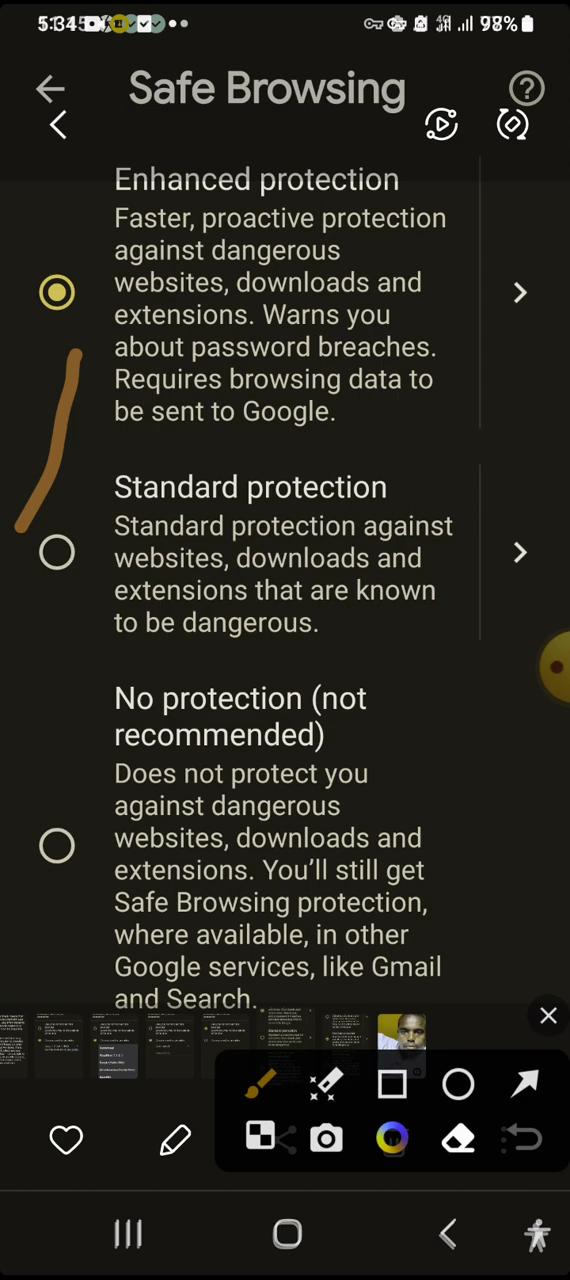 Safe Browsing
Enhanced protection
Faster, proactive protection
against dangerous
websites, downloads and
extensions. Warns you
about password breaches.
Requires browsing data to
be sent to Google.
Standard protection
Standard protection against
websites, downloads and
extensions that are known
to be dangerous.
No protection (not
recommended)
Does not protect you
against dangerous
websites, downloads and
extensions. You’ll still get
Safe Browsing protection,
where available, in other
Google services, like Gmail
and Search.